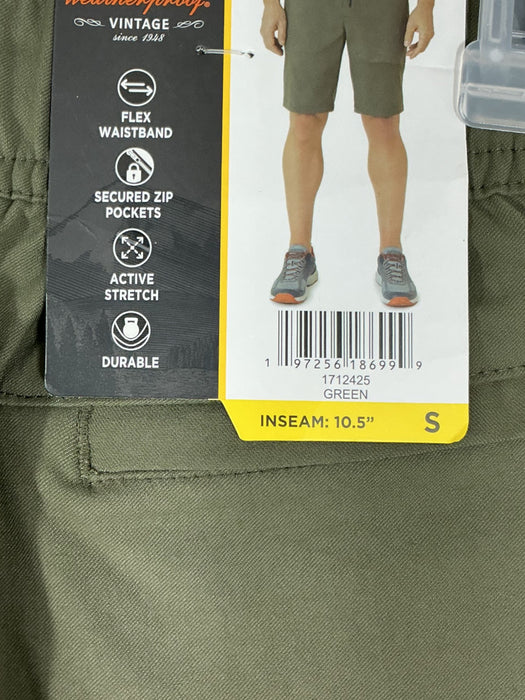 weatherproof®
VINTAGE
since 1948
FLEX
WAISTBAND
SECURED ZIP
POCKETS
ACTIVE
STRETCH
DURABLE
1 97256 18699 9
1712425
GREEN
INSEAM: 10.5” S